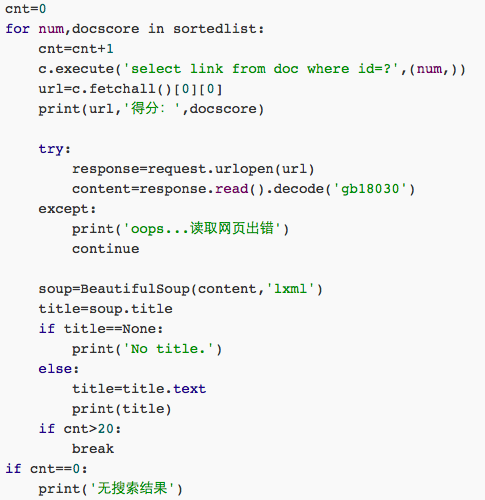 cnt=0
for num,docscore in sortedlist:
    cnt=cnt+1
    c.execute('select link from doc where id=?',(num,))
    url=c.fetchall()[0][0]
    print(url,'得分：',docscore)

    try:
        response=request.urlopen(url)
        content=response.read().decode('gb18030')
    except:
        print('oops...读取网页出错')
        continue

    soup=BeautifulSoup(content,'lxml')
    title=soup.title
    if title==None:
        print('No title.')
    else:
        title=title.text
        print(title)
    if cnt>20:
        break
if cnt==0:
    print('无搜索结果')